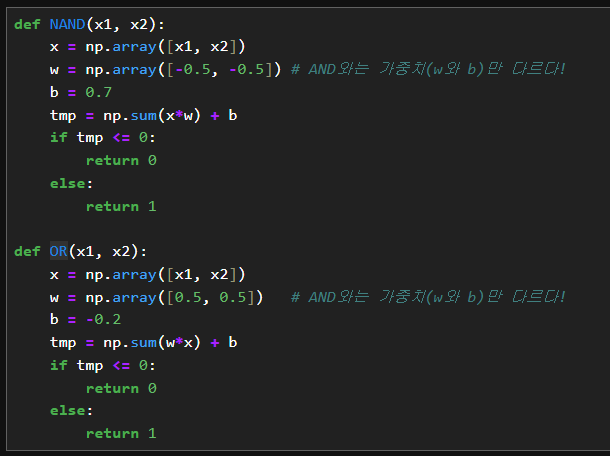 def NAND(x1, x2):
    x = np.array([x1, x2])
    w = np.array([-0.5, -0.5]) # AND와는 가중치(w와 b)만 다르다!
    b = 0.7
    tmp = np.sum(x*w) + b
    if tmp <= 0:
        return 0
    else:
        return 1

def OR(x1, x2):
    x = np.array([x1, x2])
    w = np.array([0.5, 0.5])   # AND와는 가중치(w와 b)만 다르다!
    b = -0.2
    tmp = np.sum(w*x) + b
    if tmp <= 0:
        return 0
    else:
        return 1